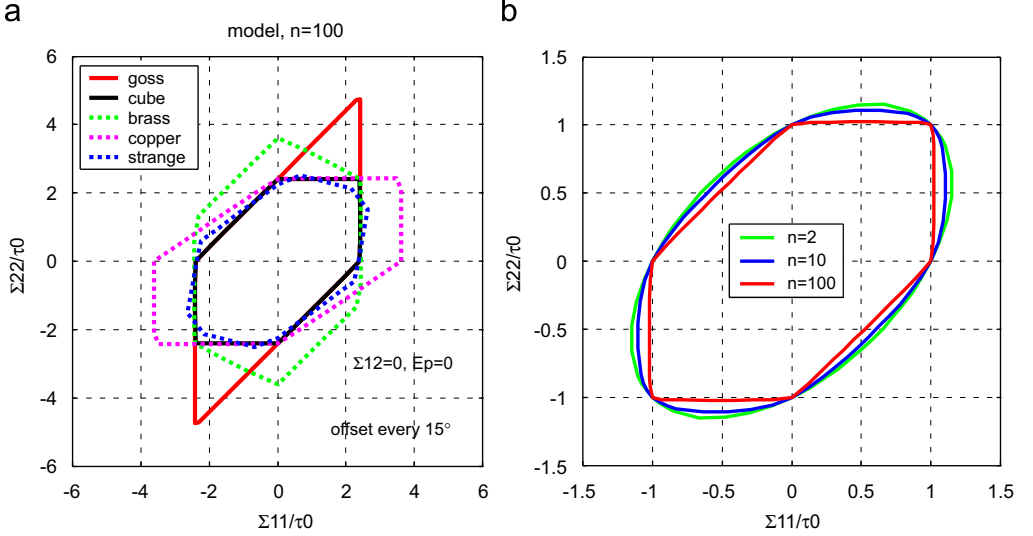 a
model, n=100
6
4
2
0
-2
-4
-6
-6
-4
-2
0
2
4
6
Σ22/τ0
Σ11/τ0
goss
cube
brass
copper
strange
Σ12=0, Ep=0
offset every 15°
b
1.5
1
0.5
0
-0.5
-1
-1.5
-1.5
-1
-0.5
0
0.5
1
1.5
Σ22/τ0
Σ11/τ0
n=2
n=10
n=100